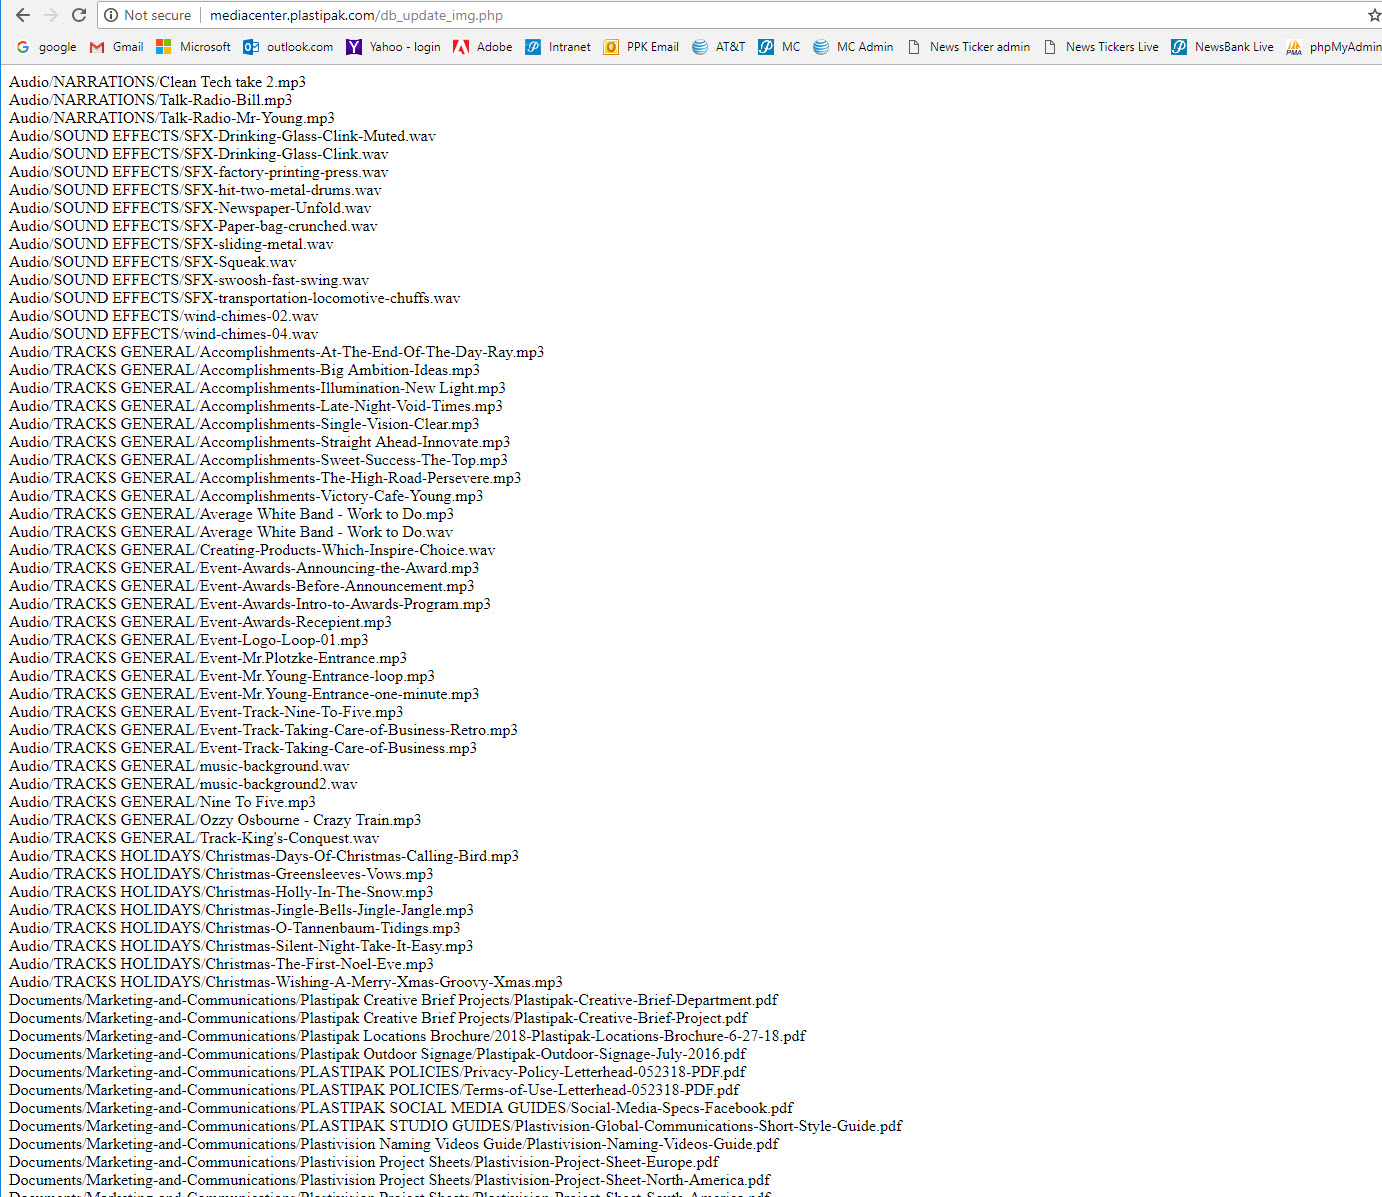 Not secure | mediacenter.plastipak.com/db_update_img.php
google Gmail Microsoft outlook.com Yahoo - login Adobe Intranet PPK Email AT&T MC MC Admin News Ticker admin News Tickers Live NewsBank Live phpMyAdmin
Audio/NARRATIONS/Clean Tech take 2.mp3
Audio/NARRATIONS/Talk-Radio-Bill.mp3
Audio/NARRATIONS/Talk-Radio-Mr-Young.mp3
Audio/SOUND EFFECTS/SFX-Drinking-Glass-Clink-Muted.wav
Audio/SOUND EFFECTS/SFX-Drinking-Glass-Clink.wav
Audio/SOUND EFFECTS/SFX-factory-printing-press.wav
Audio/SOUND EFFECTS/SFX-hit-two-metal-drums.wav
Audio/SOUND EFFECTS/SFX-Newspaper-Unfold.wav
Audio/SOUND EFFECTS/SFX-Paper-bag-crunched.wav
Audio/SOUND EFFECTS/SFX-sliding-metal.wav
Audio/SOUND EFFECTS/SFX-Squeak.wav
Audio/SOUND EFFECTS/SFX-swoosh-fast-swing.wav
Audio/SOUND EFFECTS/SFX-transportation-locomotive-chuffs.wav
Audio/SOUND EFFECTS/wind-chimes-02.wav
Audio/SOUND EFFECTS/wind-chimes-04.wav
Audio/TRACKS GENERAL/Accomplishments-At-The-End-Of-The-Day-Ray.mp3
Audio/TRACKS GENERAL/Accomplishments-Big Ambition-Ideas.mp3
Audio/TRACKS GENERAL/Accomplishments-Illumination-New Light.mp3
Audio/TRACKS GENERAL/Accomplishments-Late-Night-Void-Times.mp3
Audio/TRACKS GENERAL/Accomplishments-Single-Vision-Clear.mp3
Audio/TRACKS GENERAL/Accomplishments-Straight Ahead-Innovate.mp3
Audio/TRACKS GENERAL/Accomplishments-Sweet-Success-The-Top.mp3
Audio/TRACKS GENERAL/Accomplishments-The-High-Road-Persevere.mp3
Audio/TRACKS GENERAL/Accomplishments-Victory-Cafe-Young.mp3
Audio/TRACKS GENERAL/Average White Band - Work to Do.mp3
Audio/TRACKS GENERAL/Average White Band - Work to Do.wav
Audio/TRACKS GENERAL/Creating-Products-Which-Inspire-Choice.wav
Audio/TRACKS GENERAL/Event-Awards-Announcing-the-Award.mp3
Audio/TRACKS GENERAL/Event-Awards-Before-Announcement.mp3
Audio/TRACKS GENERAL/Event-Awards-Intro-to-Awards-Program.mp3
Audio/TRACKS GENERAL/Event-Awards-Recepient.mp3
Audio/TRACKS GENERAL/Event-Logo-Loop-01.mp3
Audio/TRACKS GENERAL/Event-Mr.Plotzke-Entrance.mp3
Audio/TRACKS GENERAL/Event-Mr.Young-Entrance-loop.mp3
Audio/TRACKS GENERAL/Event-Mr.Young-Entrance-one-minute.mp3
Audio/TRACKS GENERAL/Event-Track-Nine-To-Five.mp3
Audio/TRACKS GENERAL/Event-Track-Taking-Care-of-Business-Retro.mp3
Audio/TRACKS GENERAL/Event-Track-Taking-Care-of-Business.mp3
Audio/TRACKS GENERAL/music-background.wav
Audio/TRACKS GENERAL/music-background2.wav
Audio/TRACKS GENERAL/Nine To Five.mp3
Audio/TRACKS GENERAL/Ozzy Osbourne - Crazy Train.mp3
Audio/TRACKS GENERAL/Track-King's-Conquest.wav
Audio/TRACKS HOLIDAYS/Christmas-Days-Of-Christmas-Calling-Bird.mp3
Audio/TRACKS HOLIDAYS/Christmas-Greensleeves-Vows.mp3
Audio/TRACKS HOLIDAYS/Christmas-Holly-In-The-Snow.mp3
Audio/TRACKS HOLIDAYS/Christmas-Jingle-Bells-Jingle-Jangle.mp3
Audio/TRACKS HOLIDAYS/Christmas-O-Tannenbaum-Tidings.mp3
Audio/TRACKS HOLIDAYS/Christmas-Silent-Night-Take-It-Easy.mp3
Audio/TRACKS HOLIDAYS/Christmas-The-First-Noel-Eve.mp3
Audio/TRACKS HOLIDAYS/Christmas-Wishing-A-Merry-Xmas-Groovy-Xmas.mp3
Documents/Marketing-and-Communications/Plastipak Creative Brief Projects/Plastipak-Creative-Brief-Department.pdf
Documents/Marketing-and-Communications/Plastipak Creative Brief Projects/Plastipak-Creative-Brief-Project.pdf
Documents/Marketing-and-Communications/Plastipak Locations Brochure/2018-Plastipak-Locations-Brochure-6-27-18.pdf
Documents/Marketing-and-Communications/Plastipak Outdoor Signage/Plastipak-Outdoor-Signage-July-2016.pdf
Documents/Marketing-and-Communications/PLASTIPAK POLICIES/Privacy-Policy-Letterhead-052318-PDF.pdf
Documents/Marketing-and-Communications/PLASTIPAK POLICIES/Terms-of-Use-Letterhead-052318-PDF.pdf
Documents/Marketing-and-Communications/PLASTIPAK SOCIAL MEDIA GUIDES/Social-Media-Specs-Facebook.pdf
Documents/Marketing-and-Communications/PLASTIPAK STUDIO GUIDES/Plastivision-Global-Communications-Short-Style-Guide.pdf
Documents/Marketing-and-Communications/Plastivision Naming Videos Guide/Plastivision-Naming-Videos-Guide.pdf
Documents/Marketing-and-Communications/Plastivision Project Sheets/Plastivision-Project-Sheet-Europe.pdf
Documents/Marketing-and-Communications/Plastivision Project Sheets/Plastivision-Project-Sheet-North-America.pdf
Documents/Marketing-and-Communications/Plastivision Project Sheets/Plastivision-Project-Sheet-South-America.pdf